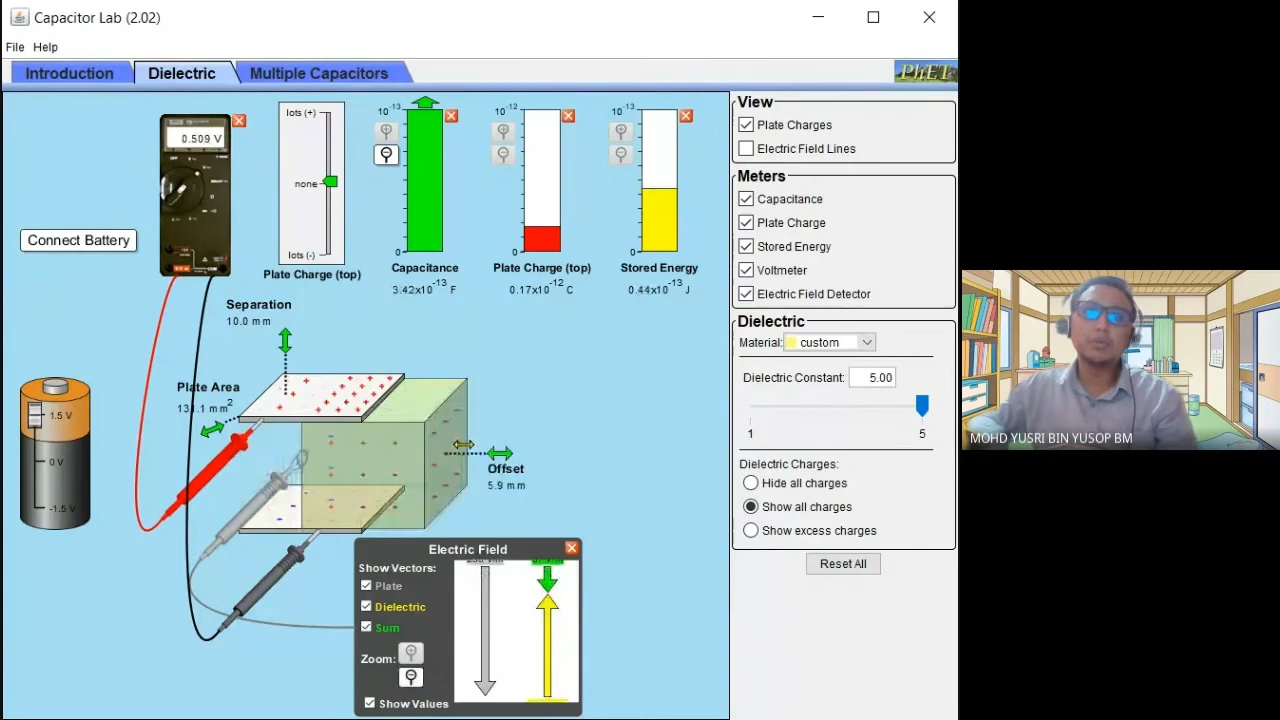 Capacitor Lab (2.02)
File Help
Introduction
Dielectric
Multiple Capacitors
PhET
0.509 V
Connect Battery
lots (+)
none
lots (-)
Plate Charge (top)
10⁻¹³
0
Capacitance
3.42x10⁻¹³ F
10⁻¹²
0
Plate Charge (top)
0.17x10⁻¹² C
10⁻¹³
0
Stored Energy
0.44x10⁻¹³ J
Separation
10.0 mm
Plate Area
131.1 mm²
Offset
5.9 mm
1.5 V
0 V
-1.5 V
Electric Field
Show Vectors:
Plate
Dielectric
Sum
Zoom:
Show Values
View
Plate Charges
Electric Field Lines
Meters
Capacitance
Plate Charge
Stored Energy
Voltmeter
Electric Field Detector
Dielectric
Material: custom
Dielectric Constant: 5.00
1 5
Dielectric Charges:
Hide all charges
Show all charges
Show excess charges
Reset All
MOHD YUSRI BIN YUSOP BM